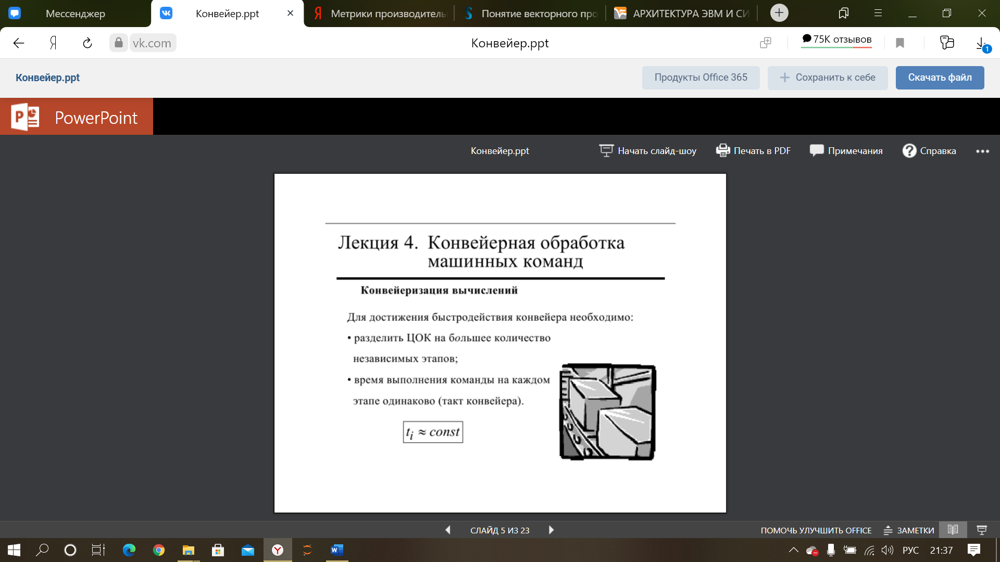 Мессенджер
Конвейер.ppt
Метрики производитель
Понятие векторного про
АРХИТЕКТУРА ЭВМ И СИ
vk.com
Конвейер.ppt
75K отзывов
1
Конвейер.ppt
Продукты Office 365
Сохранить к себе
Скачать файл
PowerPoint
Конвейер.ppt
Начать слайд-шоу
Печать в PDF
Примечания
Справка
Лекция 4. Конвейерная обработка
машинных команд
Конвейеризация вычислений
Для достижения быстродействия конвейера необходимо:
• разделить ЦОК на большее количество
независимых этапов;
• время выполнения команды на каждом
этапе одинаково (такт конвейера).
tᵢ ≈ const
СЛАЙД 5 ИЗ 23
ПОМОЧЬ УЛУЧШИТЬ OFFICE
ЗАМЕТКИ
РУС
21:37